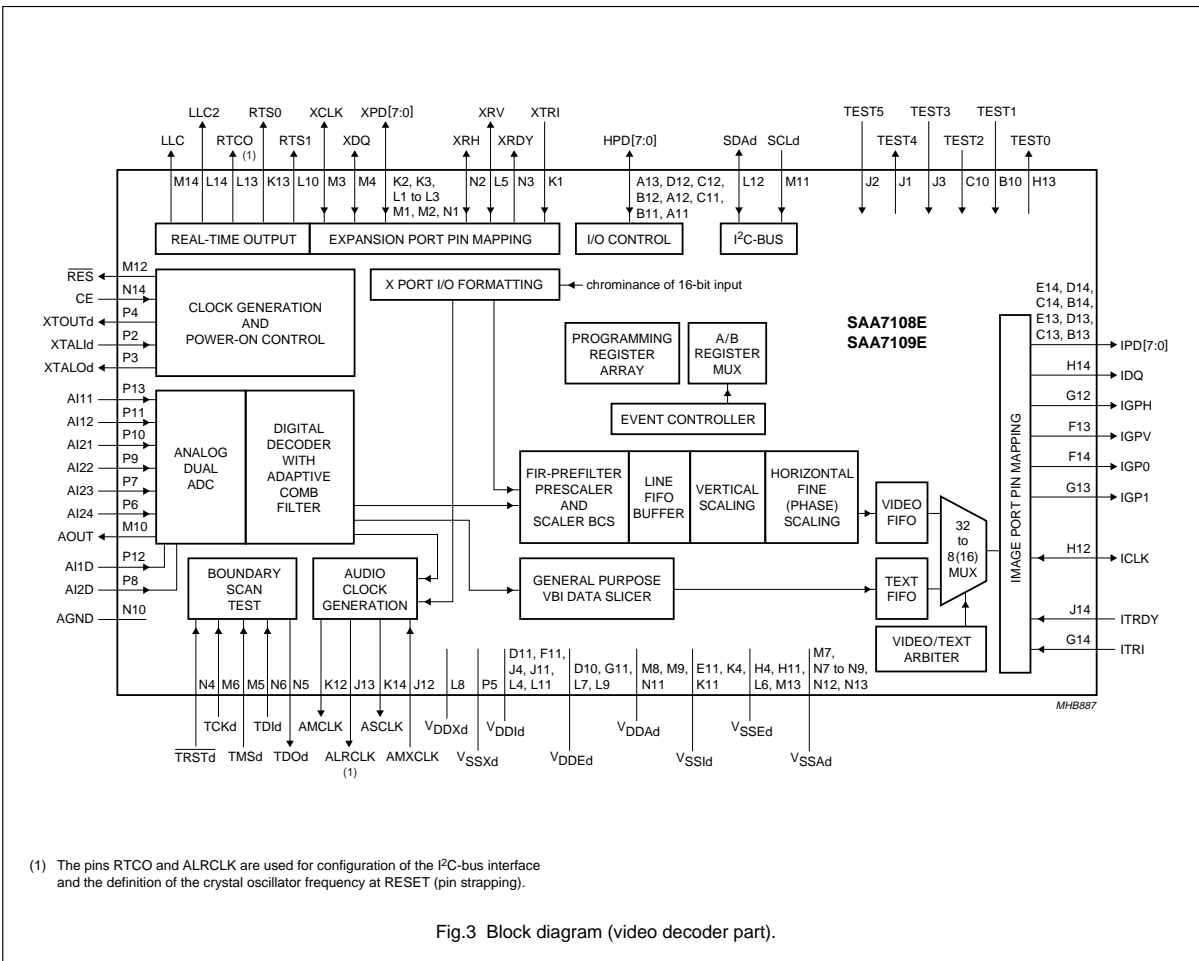 LLC2 RTS0 XCLK XPD[7:0] XRV XTRI TEST5 TEST3 TEST1
LLC RTCO RTS1 XDQ XRH XRDY HPD[7:0] SDAd SCLd TEST4 TEST2 TEST0
(1)
M14 L14 L13 K13 L10 M3 M4 K2, K3, N2 L5 N3 K1 A13, D12, C12, L12 M11 J2 J1 J3 C10 B10 H13
L1 to L3 B12, A12, C11,
M1, M2, N1 B11, A11
REAL-TIME OUTPUT EXPANSION PORT PIN MAPPING I/O CONTROL I2C-BUS
RES M12
CE N14
XTOUTd P4
XTALId P2
XTALOd P3
CLOCK GENERATION
AND
POWER-ON CONTROL
X PORT I/O FORMATTING chrominance of 16-bit input
PROGRAMMING
REGISTER
ARRAY
A/B
REGISTER
MUX
EVENT CONTROLLER
SAA7108E
SAA7109E
E14, D14,
C14, B14,
E13, D13,
C13, B13
IPD[7:0]
H14 IDQ
G12 IGPH
F13 IGPV
F14 IGP0
G13 IGP1
H12 ICLK
J14 ITRDY
G14 ITRI
IMAGE PORT PIN MAPPING
AI11 P13
AI12 P11
AI21 P10
AI22 P9
AI23 P7
AI24 P6
AOUT M10
AI1D P12
AI2D P8
AGND N10
ANALOG
DUAL
ADC
DIGITAL
DECODER
WITH
ADAPTIVE
COMB
FILTER
FIR-PREFILTER
PRESCALER
AND
SCALER BCS
LINE
FIFO
BUFFER
VERTICAL
SCALING
HORIZONTAL
FINE
(PHASE)
SCALING
VIDEO
FIFO
32
to
8(16)
MUX
BOUNDARY
SCAN
TEST
AUDIO
CLOCK
GENERATION
GENERAL PURPOSE
VBI DATA SLICER
TEXT
FIFO
VIDEO/TEXT
ARBITER
D11, F11, M7,
J4, J11, D10, G11, M8, M9, E11, K4, H4, H11, N7 to N9,
N4 M6 M5 N6 N5 K12 J13 K14 J12 L8 P5 L4, L11 L7, L9 N11 K11 L6, M13 N12, N13
MHB887
TCKd TDId AMCLK ASCLK VDDXd VDDId VDDAd VSSEd
TRSTd TMSd TDOd ALRCLK AMXCLK VSSXd VDDEd VSSId VSSAd
(1)
(1) The pins RTCO and ALRCLK are used for configuration of the I2C-bus interface
and the definition of the crystal oscillator frequency at RESET (pin strapping).
Fig.3 Block diagram (video decoder part).